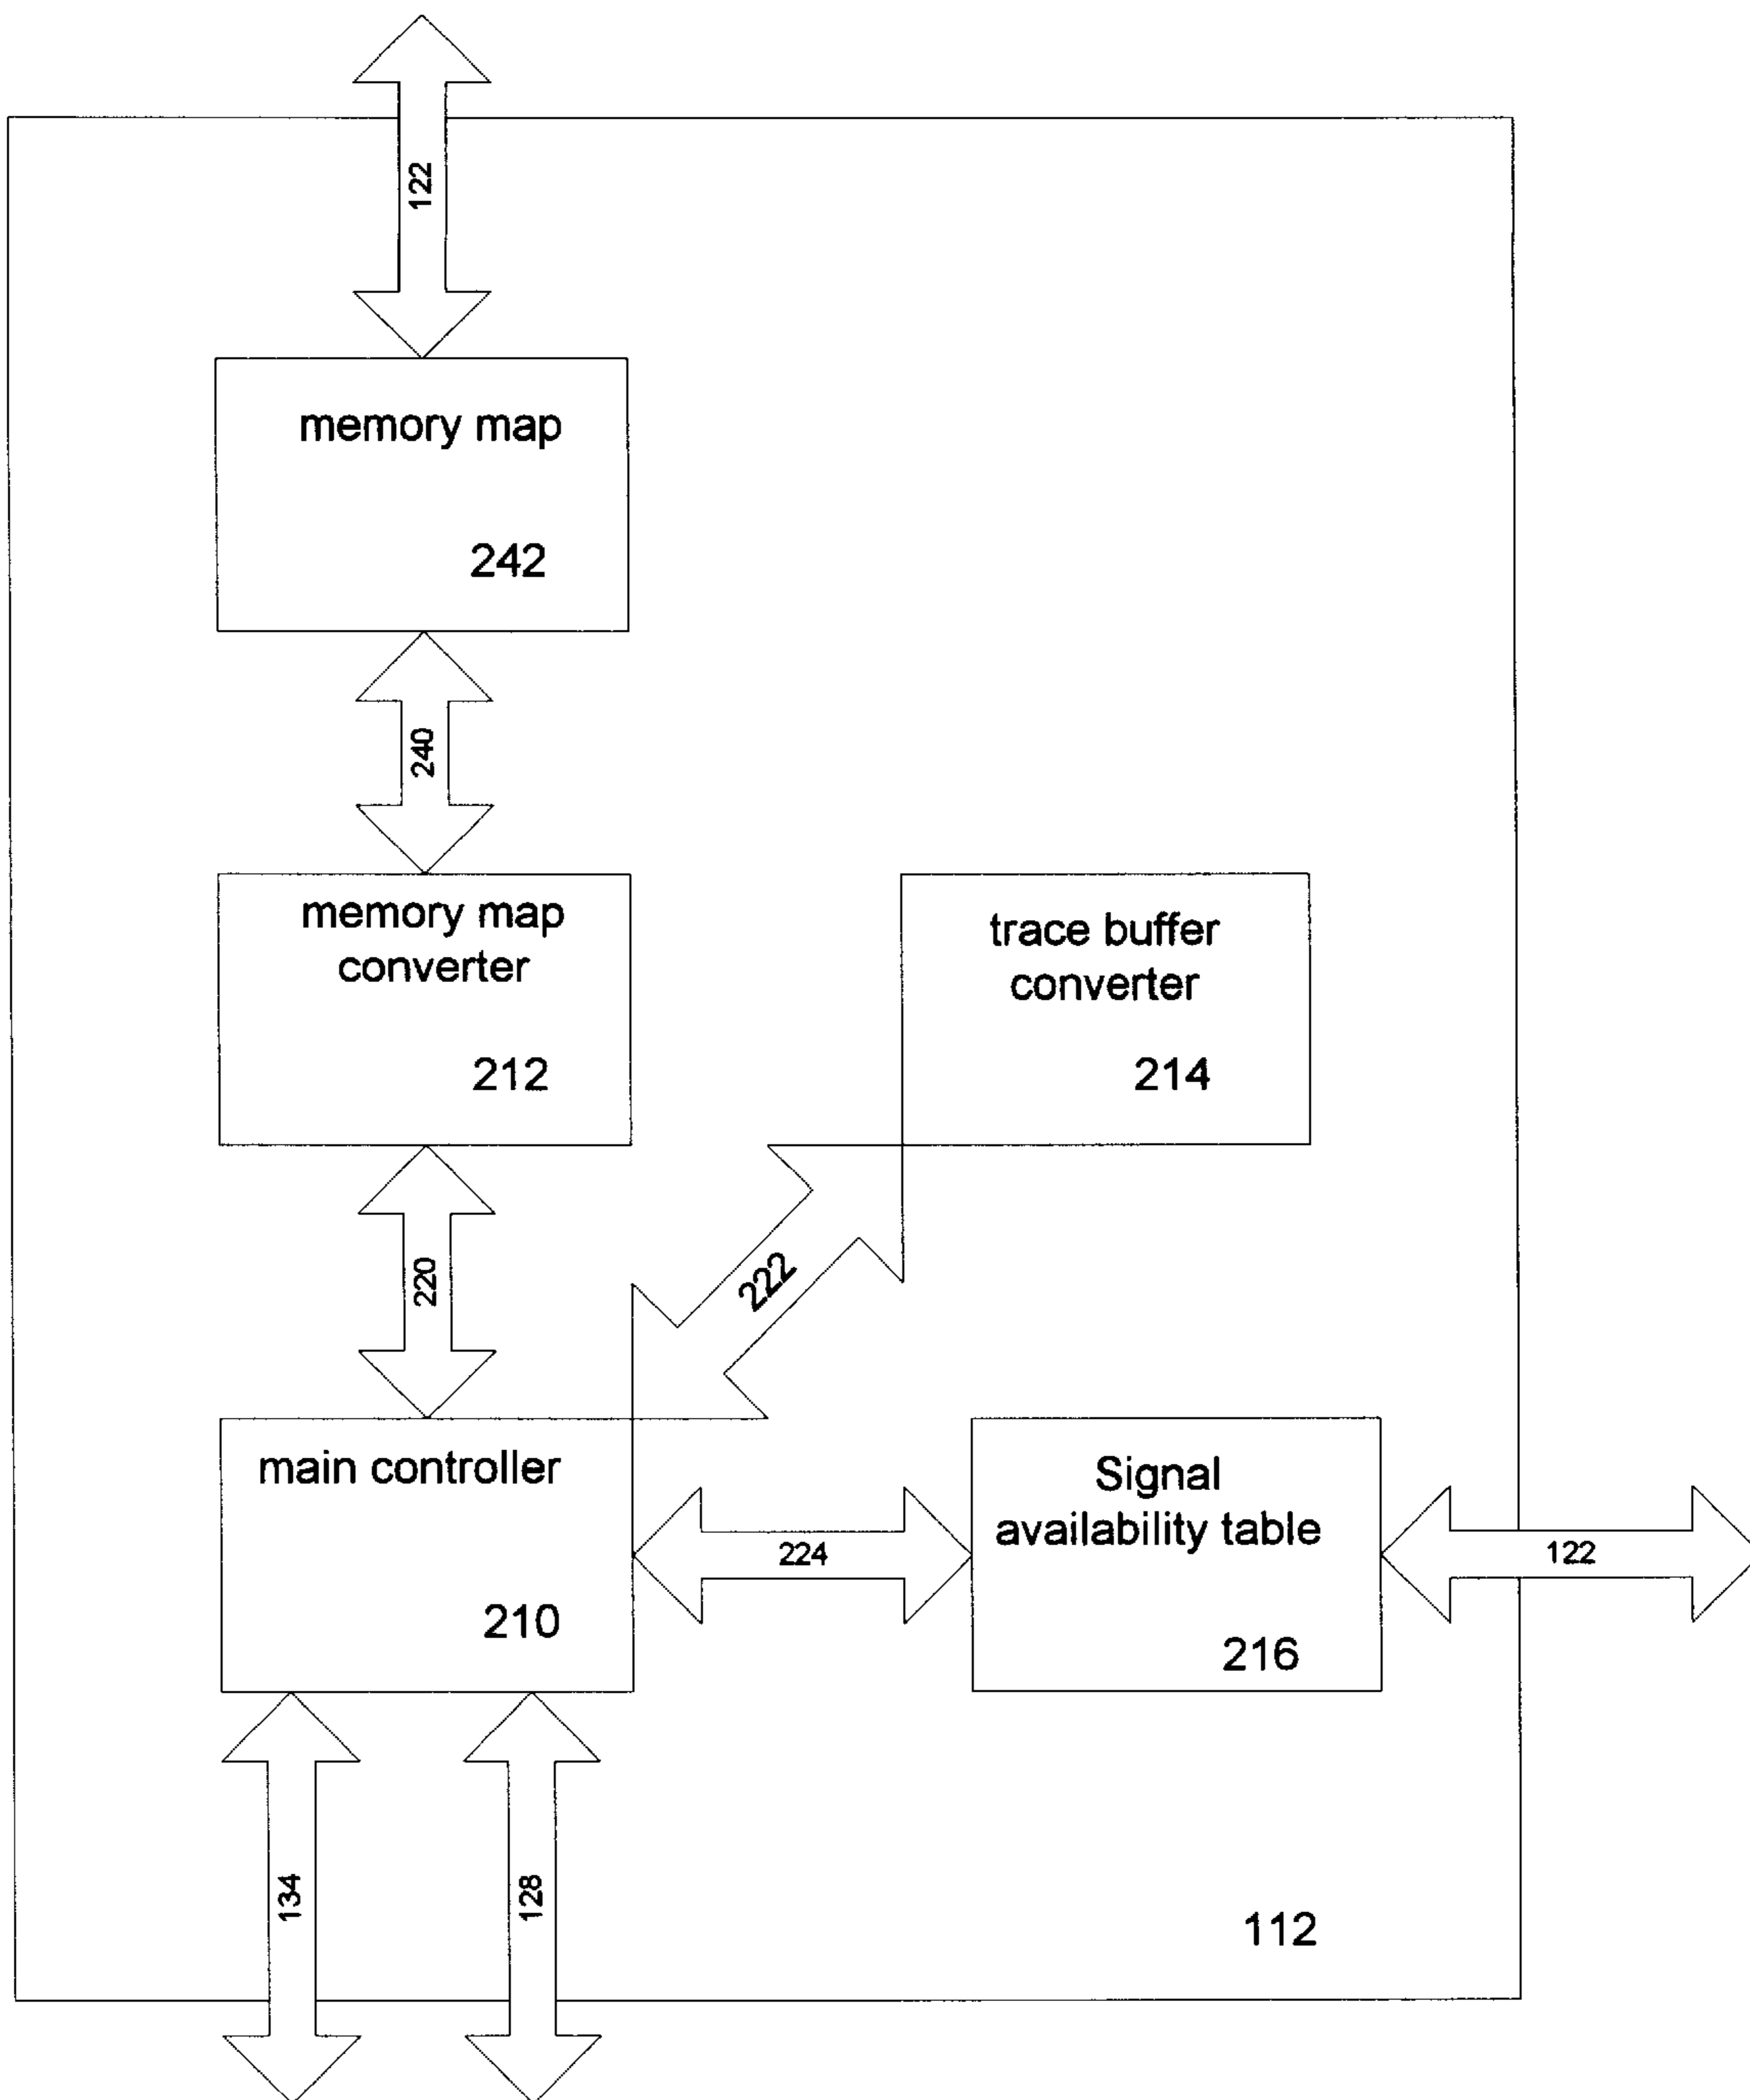 122
memory map
242
240
memory map
converter
212
trace buffer
converter
214
220
222
main controller
210
224
Signal
availability table
216
122
134
128
112